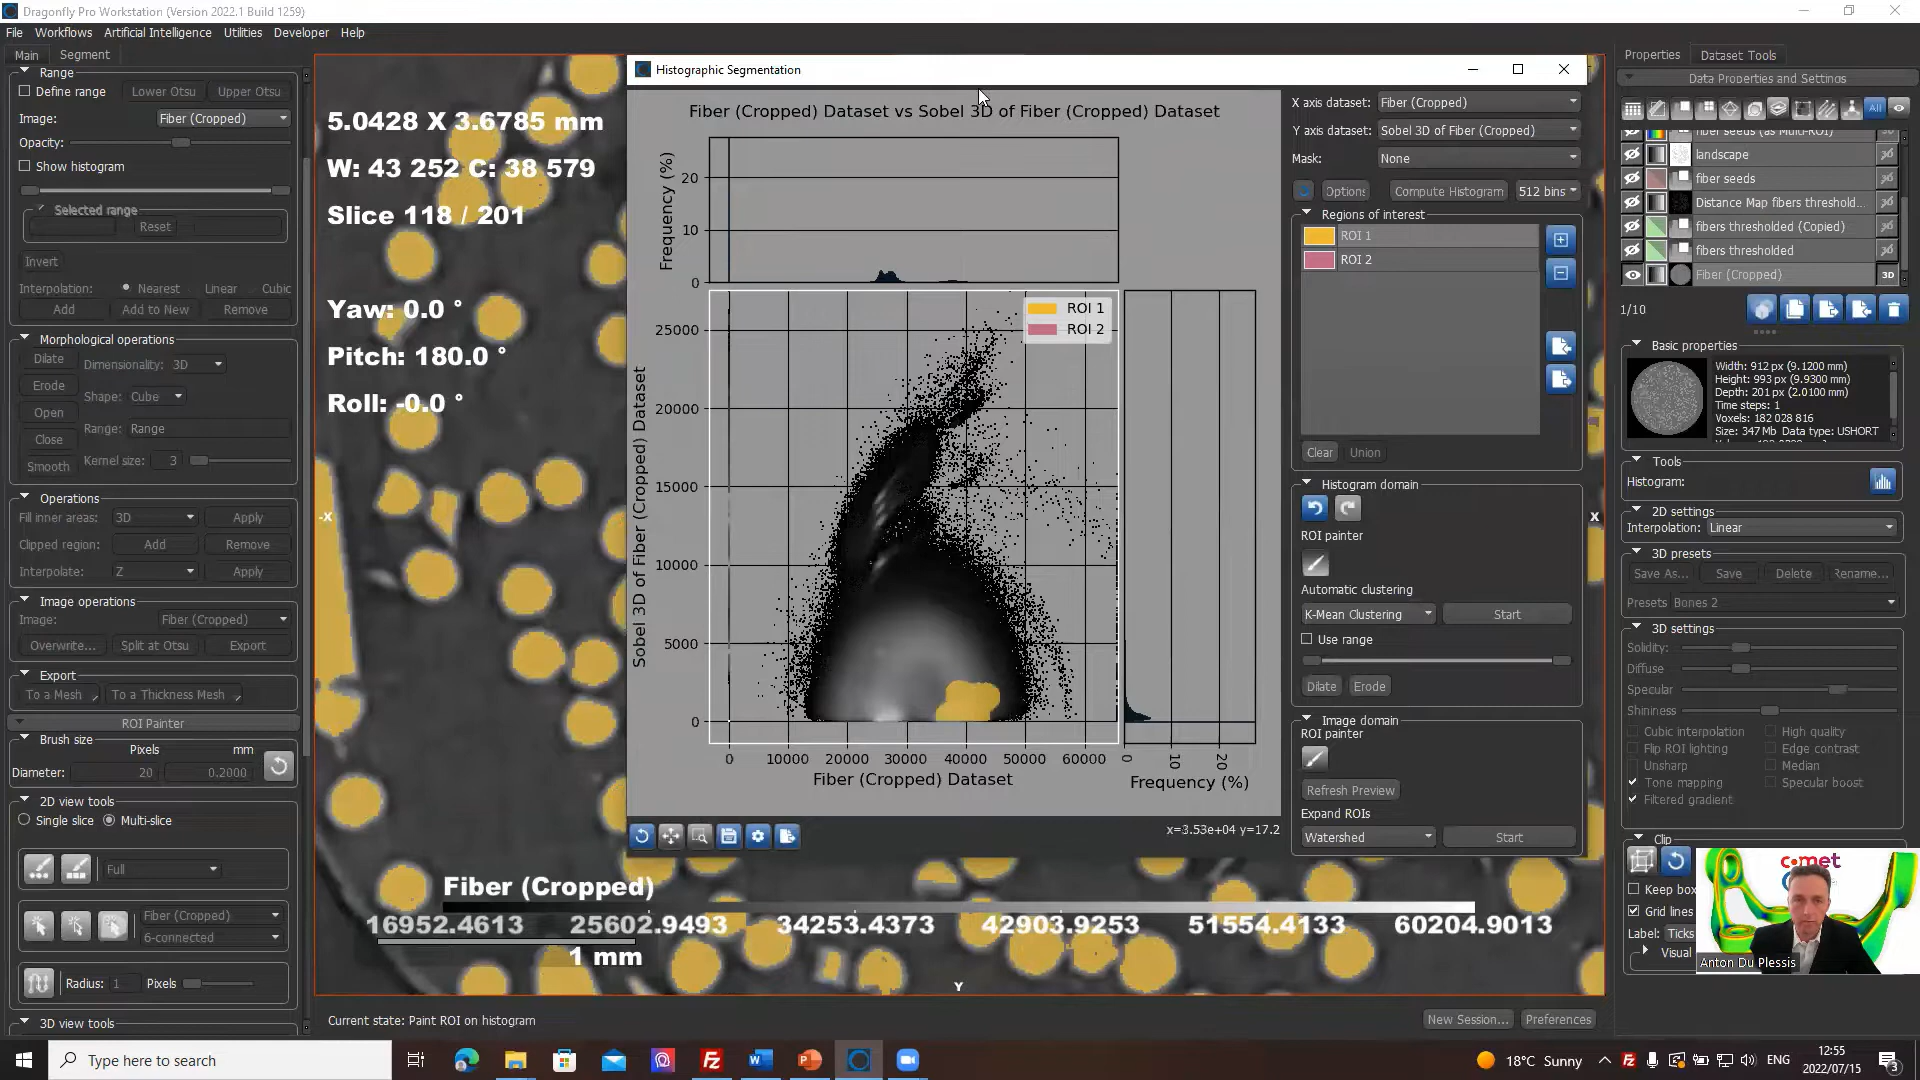 Dragonfly Pro Workstation (Version 2022.1 Build 1259)
File Workflows Artificial Intelligence Utilities Developer Help
Main Segment
Range
Define range Lower Otsu Upper Otsu
Image: Fiber (Cropped)
Opacity:
Show histogram
Selected range
Reset
Invert
Interpolation: Nearest Linear Cubic
Add Add to New Remove
Morphological operations
Dilate Dimensionality: 3D
Erode
Shape: Cube
Open
Range: Range
Close
Kernel size: 3
Smooth
Operations
Fill inner areas: 3D Apply
Clipped region: Add Remove
Interpolate: Z Apply
Image operations
Image: Fiber (Cropped)
Overwrite... Split at Otsu Export
Export
To a Mesh To a Thickness Mesh
ROI Painter
Brush size
Pixels mm
Diameter: 20 0.2000
2D view tools
Single slice Multi-slice
Full
Fiber (Cropped)
6-connected
Radius: 1 Pixels
3D view tools
5.0428 X 3.6785 mm
W: 43 252 C: 38 579
Slice 118 / 201
Yaw: 0.0 °
Pitch: 180.0 °
Roll: -0.0 °
-X
X
Y
Fiber (Cropped)
16952.4613 25602.9493 34253.4373 42903.9253 51554.4133 60204.9013
1 mm
Current state: Paint ROI on histogram
New Session... Preferences
Histographic Segmentation
Fiber (Cropped) Dataset vs Sobel 3D of Fiber (Cropped) Dataset
Frequency (%)
20
10
0
ROI 1
ROI 2
Sobel 3D of Fiber (Cropped) Dataset
25000
20000
15000
10000
5000
0
0 10000 20000 30000 40000 50000 60000
Fiber (Cropped) Dataset
0 10 20
Frequency (%)
x=3.53e+04 y=17.2
X axis dataset: Fiber (Cropped)
Y axis dataset: Sobel 3D of Fiber (Cropped)
Mask: None
Options Compute Histogram 512 bins
Regions of interest
ROI 1
ROI 2
Clear Union
Histogram domain
ROI painter
Automatic clustering
K-Mean Clustering Start
Use range
Dilate Erode
Image domain
ROI painter
Refresh Preview
Expand ROIs
Watershed Start
Properties Dataset Tools
Data Properties and Settings
All
fiber seeds (as Multi-ROI)
landscape
fiber seeds
Distance Map fibers threshold...
fibers thresholded (Copied)
fibers thresholded
Fiber (Cropped) 3D
1/10
Basic properties
Width: 912 px (9.1200 mm)
Height: 993 px (9.9300 mm)
Depth: 201 px (2.0100 mm)
Time steps: 1
Voxels: 182 028 816
Size: 347 Mb Data type: USHORT
Tools
Histogram:
2D settings
Interpolation: Linear
3D presets
Save As... Save Delete Rename...
Presets Bones 2
3D settings
Solidity:
Diffuse
Specular
Shininess
Cubic interpolation High quality
Flip ROI lighting Edge contrast
Unsharp Median
Tone mapping Specular boost
Filtered gradient
Clip
Keep box
Grid lines
Label: Ticks
Visual
comet
Anton Du Plessis
Type here to search
18°C Sunny
ENG
12:55
2022/07/15
3